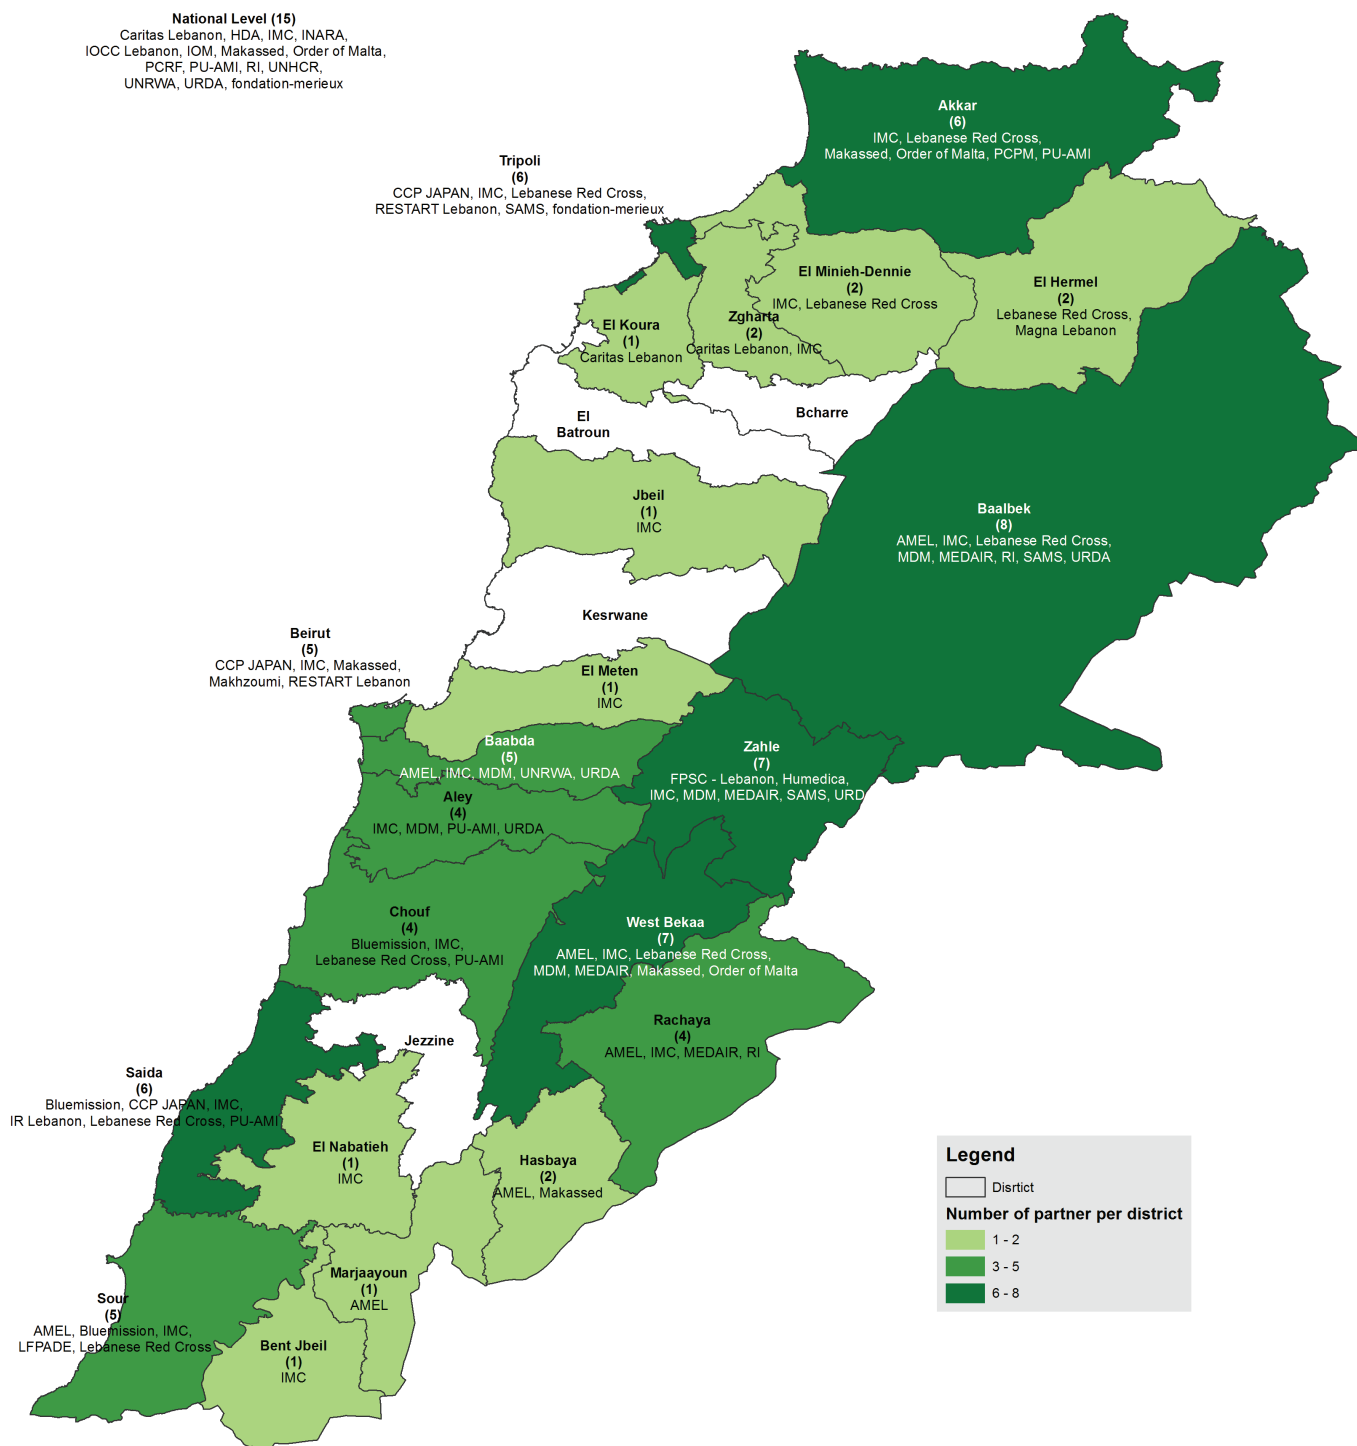 National Level (15)
Caritas Lebanon, HDA, IMC, INARA,
IOCC Lebanon, IOM, Makassed, Order of Malta,
PCRF, PU-AMI, RI, UNHCR,
UNRWA, URDA, fondation-merieux
Akkar
(6)
IMC, Lebanese Red Cross,
Makassed, Order of Malta, PCPM, PU-AMI
Tripoli
(6)
CCP JAPAN, IMC, Lebanese Red Cross,
RESTART Lebanon, SAMS, fondation-merieux
El Minieh-Dennie
(2)
IMC, Lebanese Red Cross
El Hermel
(2)
Lebanese Red Cross,
Magna Lebanon
Zgharta
(2)
Caritas Lebanon, IMC
El Koura
(1)
Caritas Lebanon
Bcharre
El
Batroun
Jbeil
(1)
IMC
Baalbek
(8)
AMEL, IMC, Lebanese Red Cross,
MDM, MEDAIR, RI, SAMS, URDA
Kesrwane
Beirut
(5)
CCP JAPAN, IMC, Makassed,
Makhzoumi, RESTART Lebanon
El Meten
(1)
IMC
Baabda
(5)
AMEL, IMC, MDM, UNRWA, URDA
Zahle
(7)
FPSC - Lebanon, Humedica,
IMC, MDM, MEDAIR, SAMS, URD
Aley
(4)
IMC, MDM, PU-AMI, URDA
Chouf
(4)
Bluemission, IMC,
Lebanese Red Cross, PU-AMI
West Bekaa
(7)
AMEL, IMC, Lebanese Red Cross,
MDM, MEDAIR, Makassed, Order of Malta
Rachaya
(4)
AMEL, IMC, MEDAIR, RI
Jezzine
Saida
(6)
Bluemission, CCP JAPAN, IMC,
IR Lebanon, Lebanese Red Cross, PU-AMI
El Nabatieh
(1)
IMC
Hasbaya
(2)
AMEL, Makassed
Marjaayoun
(1)
AMEL
Sour
(5)
AMEL, Bluemission, IMC,
LFPADE, Lebanese Red Cross
Bent Jbeil
(1)
IMC
Legend
Disrtict
Number of partner per district
1 - 2
3 - 5
6 - 8